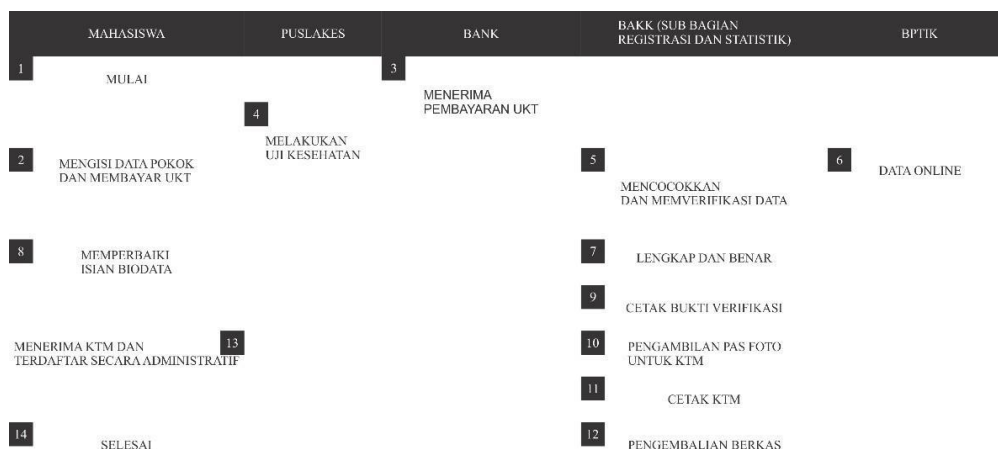 MAHASISWA
PUSLAKES
BANK
BAKK (SUB BAGIAN
REGISTRASI DAN STATISTIK)
BPTIK
1
MULAI
3
MENERIMA
PEMBAYARAN UKT
4
MELAKUKAN
UJI KESEHATAN
2
MENGISI DATA POKOK
DAN MEMBAYAR UKT
5
MENCOCOKKAN
DAN MEMVERIFIKASI DATA
6
DATA ONLINE
8
MEMPERBAIKI
ISIAN BIODATA
7
LENGKAP DAN BENAR
9
CETAK BUKTI VERIFIKASI
13
MENERIMA KTM DAN
TERDAFTAR SECARA ADMINISTRATIF
10
PENGAMBILAN PAS FOTO
UNTUK KTM
11
CETAK KTM
14
SELESAI
12
PENGEMBALIAN BERKAS